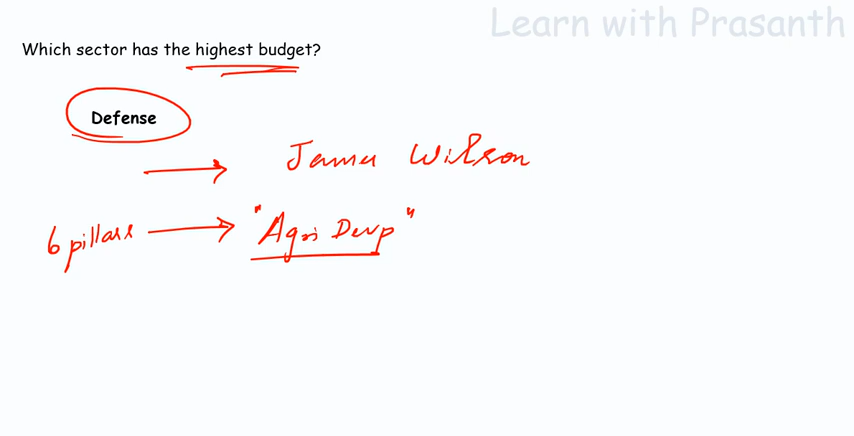 Learn with Prasanth
Which sector has the highest budget?
Defense
James Wilson
6 pillars → "Agri Devp"